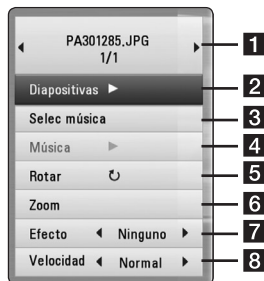 PA301285.JPG
1/1
1
Diapositivas
2
Selec música
3
Música
4
Rotar
5
Zoom
6
Efecto Ninguno
7
Velocidad Normal
8